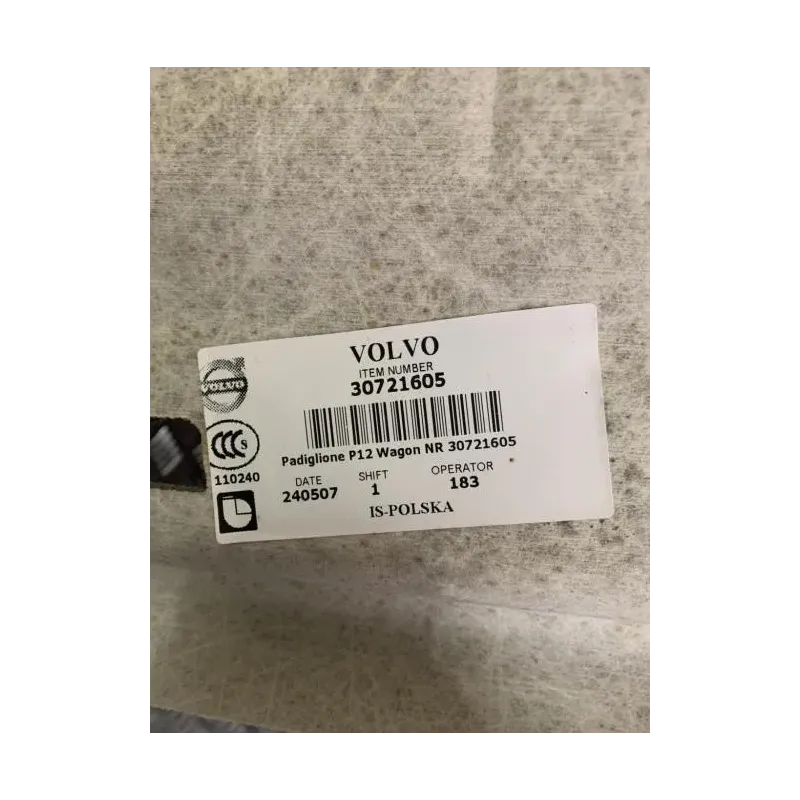 VOLVO
ITEM NUMBER
30721605
VOLVO
Padiglione P12 Wagon NR 30721605
CCC S
110240
DATE SHIFT OPERATOR
240507 1 183
IS-POLSKA